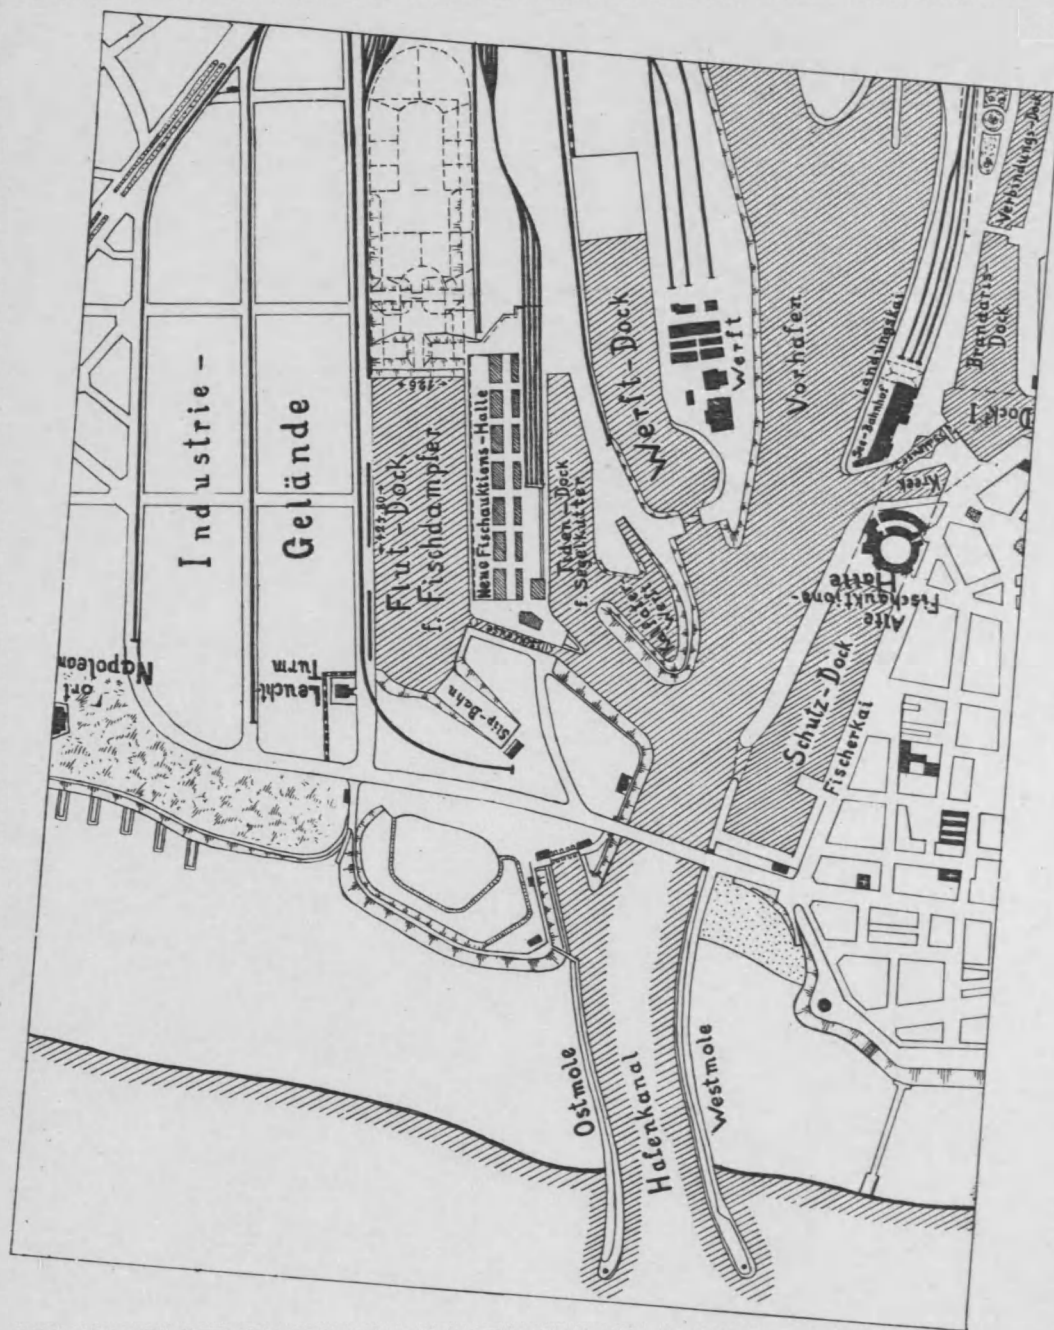 Napoleon
Fort
Leucht
Turm
Industrie-
Gelände
Flut-Dock
f. Fischdampfer
Slip-Bahn
Neue Fischauktions-Halle
Tiden-Dock
f. Segelkutter
Kalfater
Werft
Werft-Dock
Werft
Vorhafen
Landungskai
See-Bahnhof
Verbindungs-Dock
Brandaris-
Dock
Dock-I
Kreek
Alte
Fischauktions-
Halle
Schutz-Dock
Fischerkai
Ostmole
Hafenkanal
Westmole